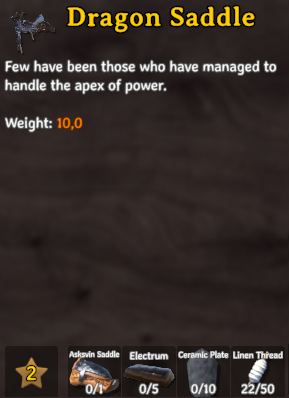 Dragon Saddle
Few have been those who have managed to
handle the apex of power.
Weight: 10,0
2
Asksvin Saddle
0/1
Electrum
0/5
Ceramic Plate
0/10
Linen Thread
22/50